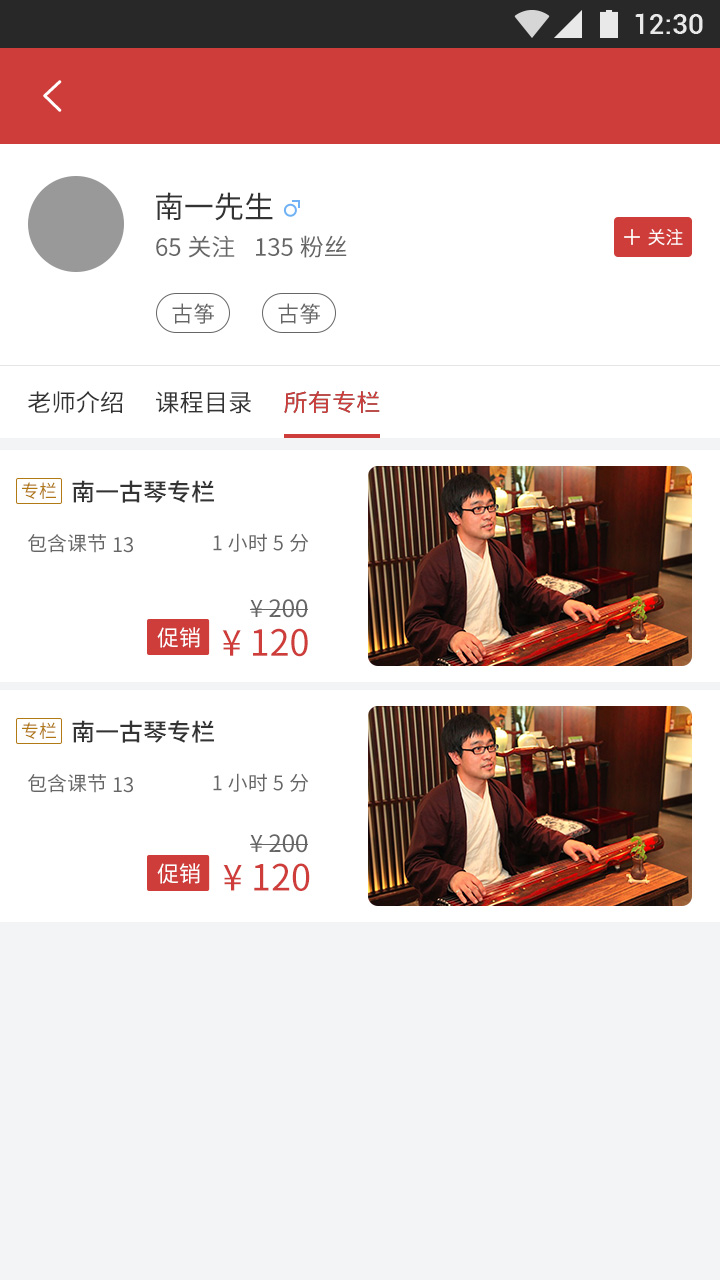 12:30
南一先生
65 关注 135 粉丝
+ 关注
古筝 古筝
老师介绍 课程目录 所有专栏
专栏 南一古琴专栏
包含课节 13 1 小时 5 分
¥ 200
促销 ¥ 120
专栏 南一古琴专栏
包含课节 13 1 小时 5 分
¥ 200
促销 ¥ 120